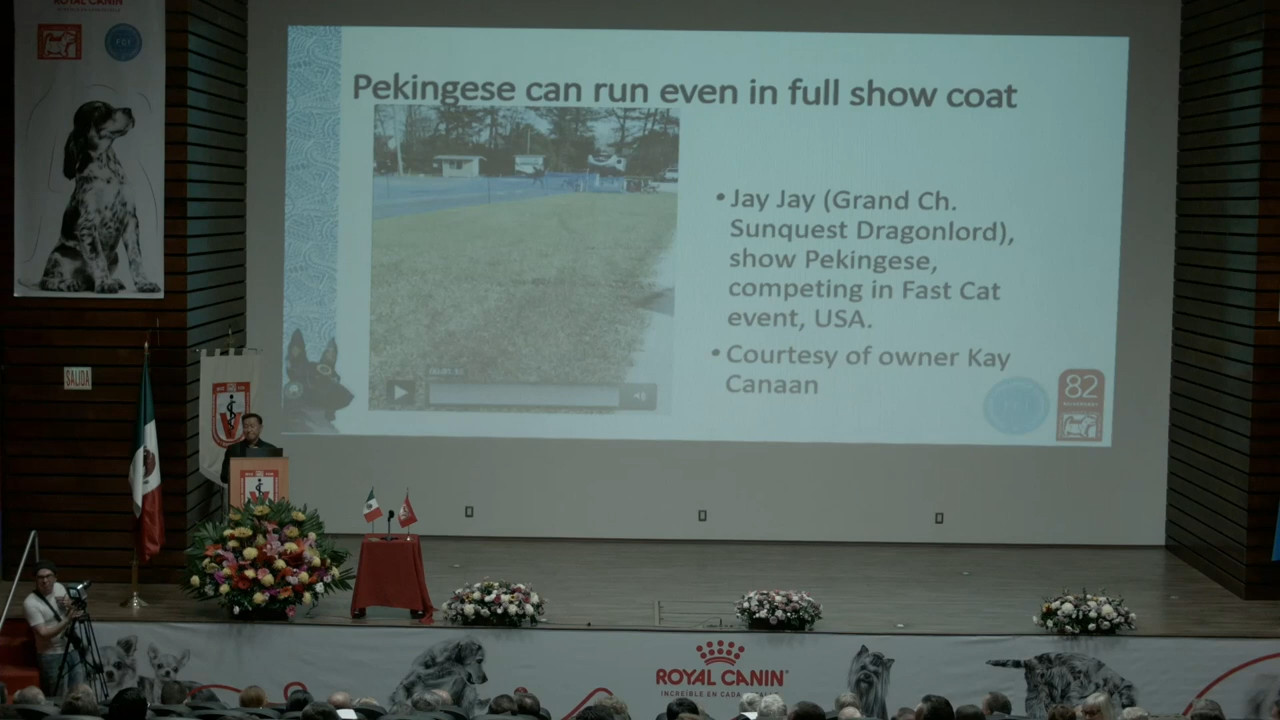 ROYAL CANIN
FCI
Pekingese can run even in full show coat
• Jay Jay (Grand Ch.
Sunquest Dragonlord),
show Pekingese,
competing in Fast Cat
event, USA.
• Courtesy of owner Kay
Canaan
82
SALIDA
ROYAL CANIN
INCREÍBLE EN CADA